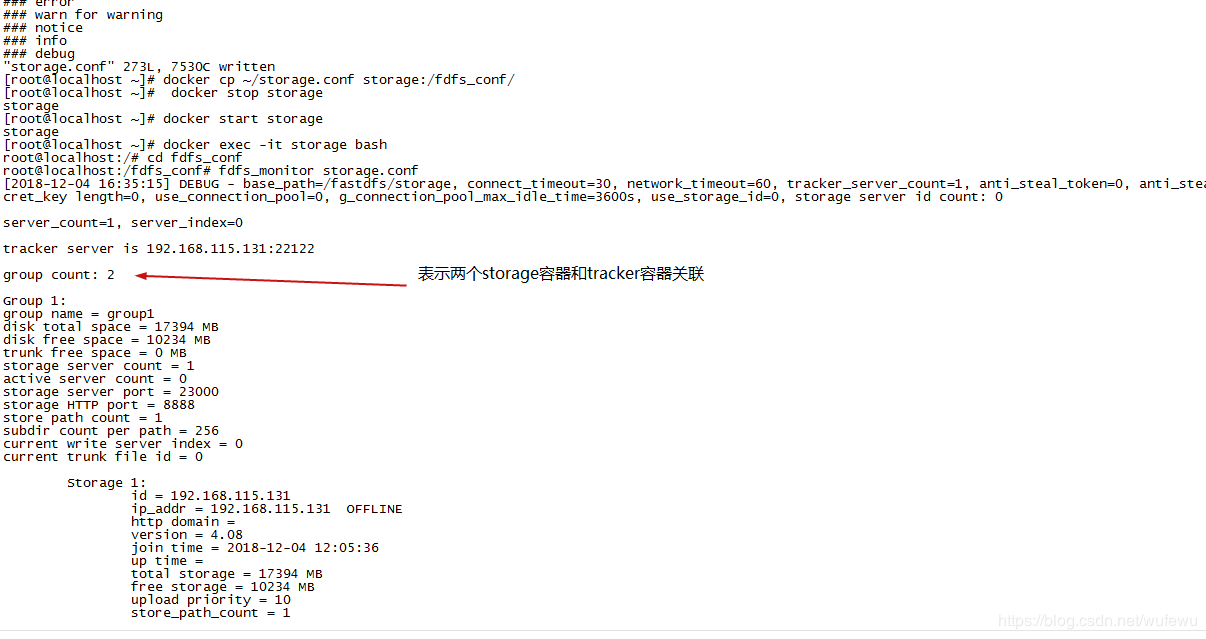 ### error
### warn for warning
### notice
### info
### debug
"storage.conf" 273L, 7530C written
[root@localhost ~]# docker cp ~/storage.conf storage:/fdfs_conf/
[root@localhost ~]#  docker stop storage
storage
[root@localhost ~]# docker start storage
storage
[root@localhost ~]# docker exec -it storage bash
root@localhost:/# cd fdfs_conf
root@localhost:/fdfs_conf# fdfs_monitor storage.conf
[2018-12-04 16:35:15] DEBUG - base_path=/fastdfs/storage, connect_timeout=30, network_timeout=60, tracker_server_count=1, anti_steal_token=0, anti_stea
cret_key length=0, use_connection_pool=0, g_connection_pool_max_idle_time=3600s, use_storage_id=0, storage server id count: 0
server_count=1, server_index=0
tracker server is 192.168.115.131:22122
group count: 2 表示两个storage容器和tracker容器关联
Group 1:
group name = group1
disk total space = 17394 MB
disk free space = 10234 MB
trunk free space = 0 MB
storage server count = 1
active server count = 0
storage server port = 23000
storage HTTP port = 8888
store path count = 1
subdir count per path = 256
current write server index = 0
current trunk file id = 0
Storage 1:
id = 192.168.115.131
ip_addr = 192.168.115.131  OFFLINE
http domain =
version = 4.08
join time = 2018-12-04 12:05:36
up time =
total storage = 17394 MB
free storage = 10234 MB
upload priority = 10
store_path_count = 1
https://blog.csdn.net/wufewu